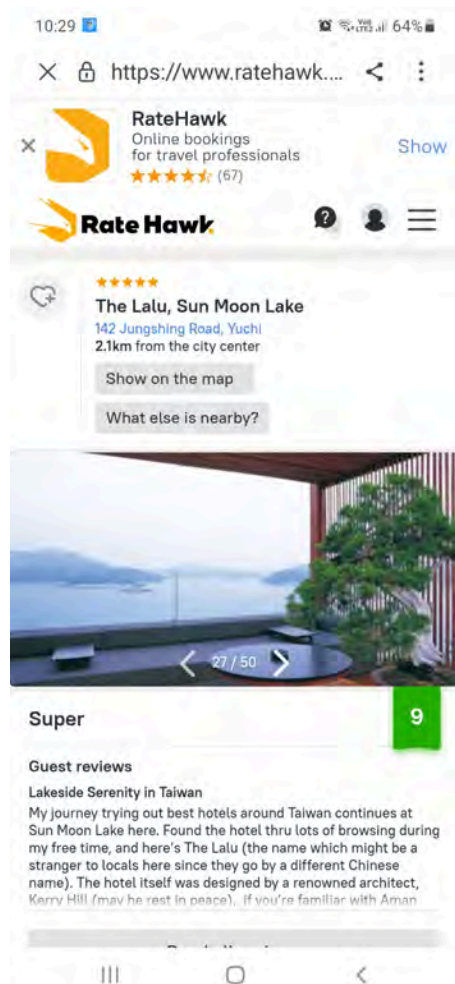 10:29
64%
https://www.ratehawk....
RateHawk
Online bookings
for travel professionals
(67)
Show
Rate Hawk.
The Lalu, Sun Moon Lake
142 Jungshing Road, Yuchi
2.1km from the city center
Show on the map
What else is nearby?
27 / 50
Super
9
Guest reviews
Lakeside Serenity in Taiwan
My journey trying out best hotels around Taiwan continues at
Sun Moon Lake here. Found the hotel thru lots of browsing during
my free time, and here's The Lalu (the name which might be a
stranger to locals here since they go by a different Chinese
name). The hotel itself was designed by a renowned architect,
Kerry Hill (may he rest in peace).. if you're familiar with Aman